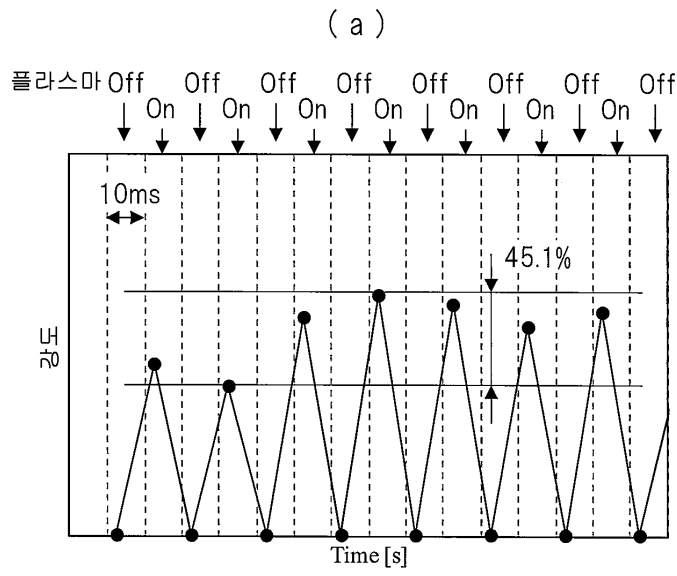 ( a )
플라스마 Off Off Off Off Off Off Off Off
On On On On On On On
10ms
45.1%
강도
Time [s]